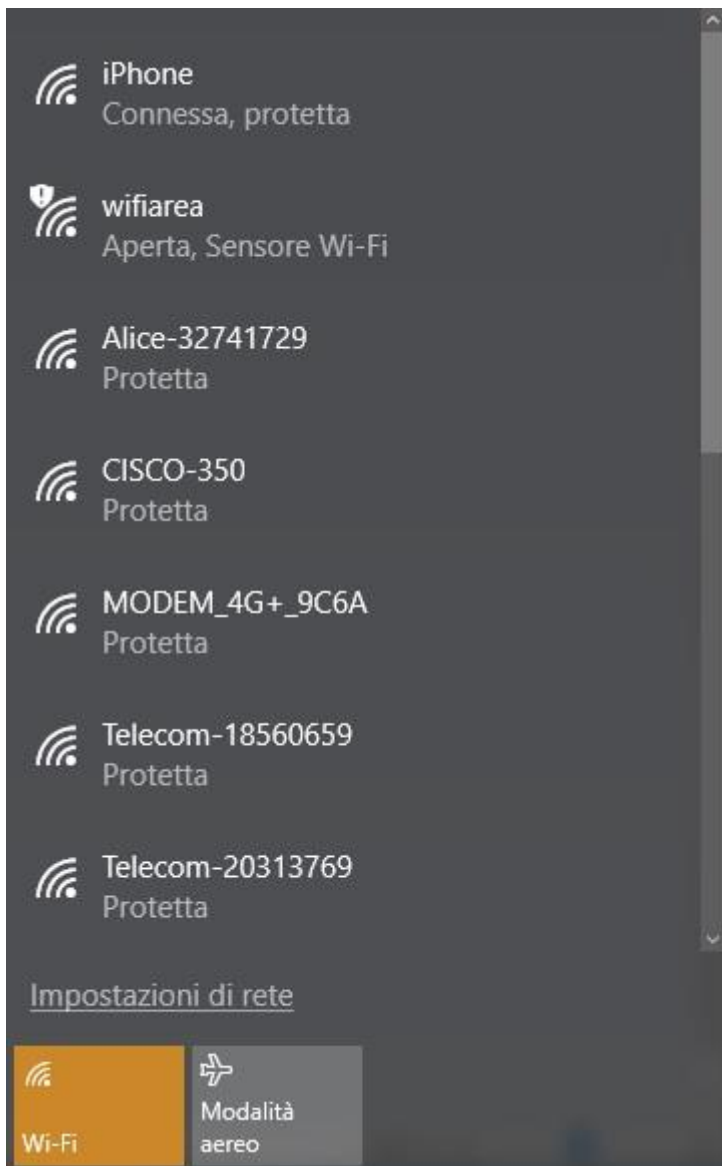 iPhone
Connessa, protetta
wifiarea
Aperta, Sensore Wi-Fi
Alice-32741729
Protetta
CISCO-350
Protetta
MODEM_4G+_9C6A
Protetta
Telecom-18560659
Protetta
Telecom-20313769
Protetta
Impostazioni di rete
Wi-Fi
Modalità
aereo